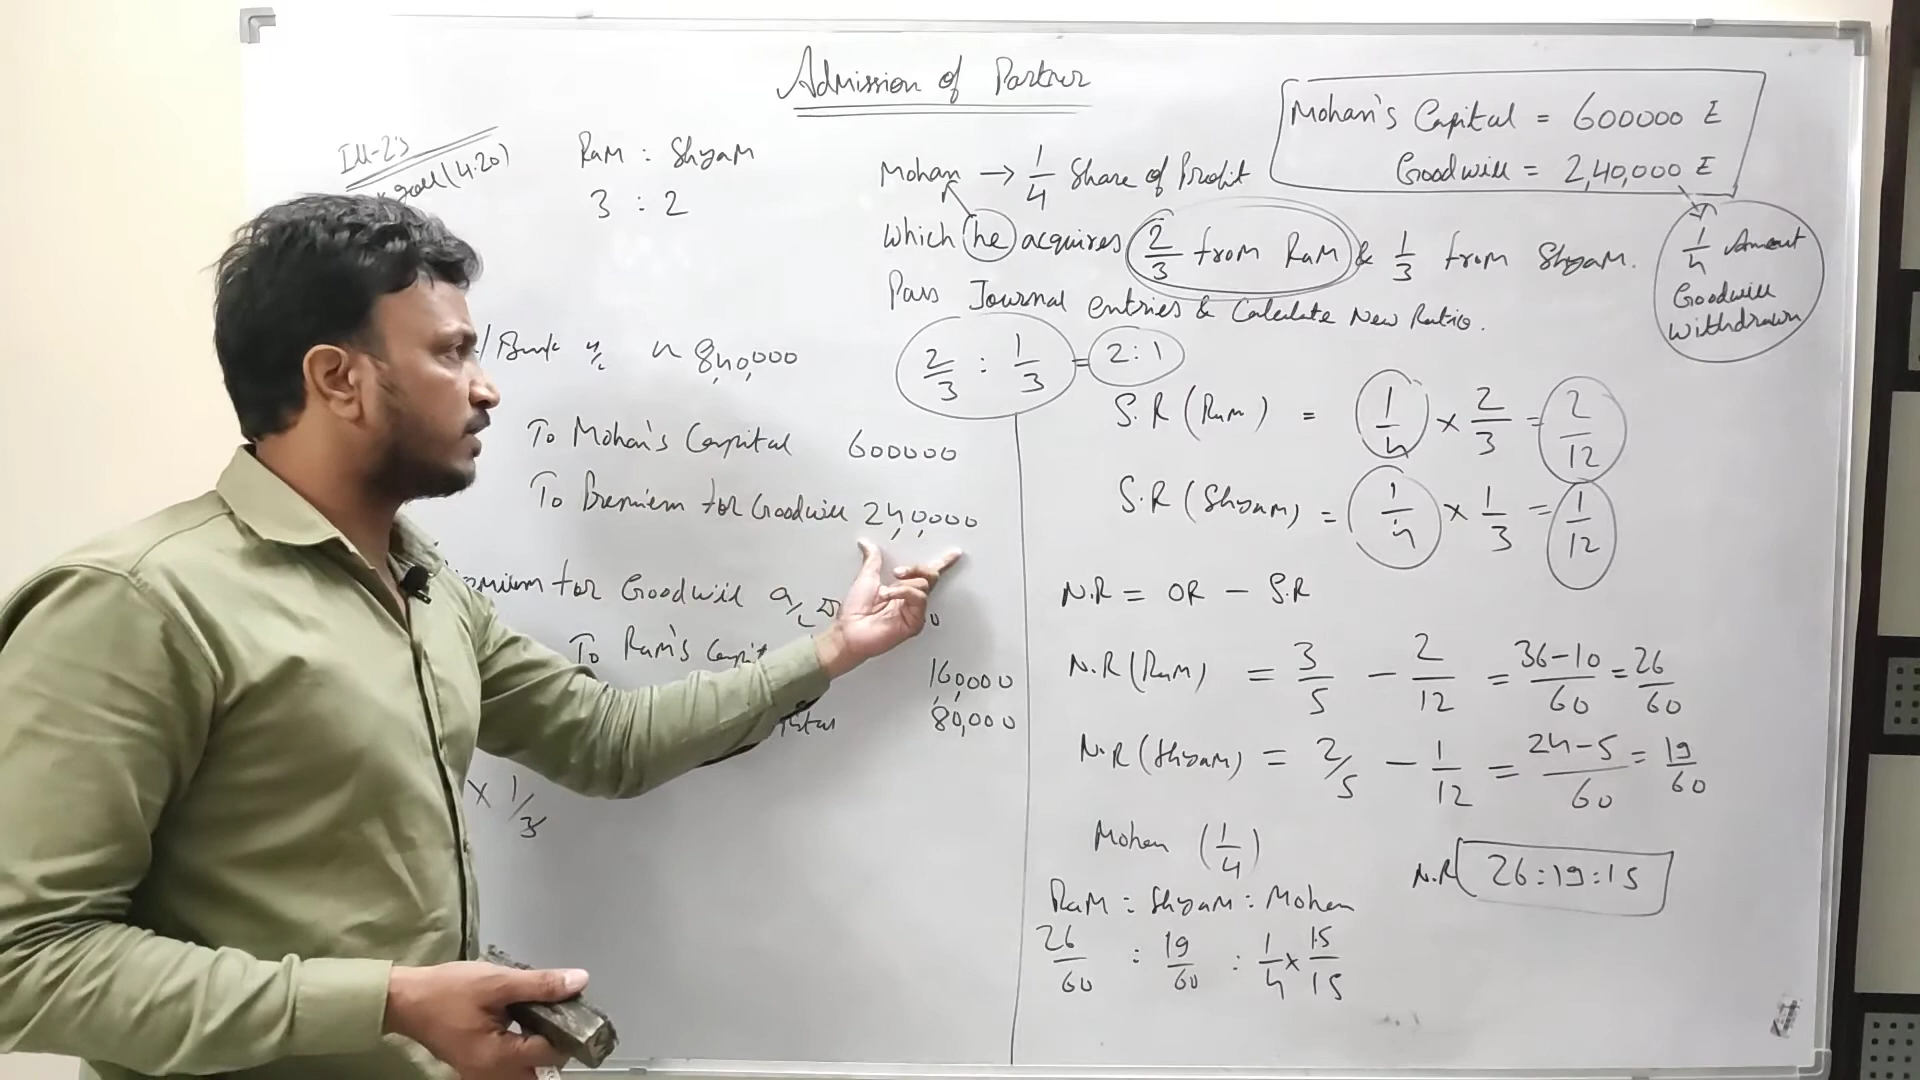 Admission of Partner
Ill-23
(4.20)
Ram : Shyam
3 : 2
Mohan's Capital = 600000 E
Goodwill = 2,40,000 E
Mohan → 1/4 Share of Profit
which he acquires 2/3 from Ram & 1/3 from Shyam.
Pass Journal entries & Calculate New Ratio.
1/4 Amount
Goodwill
withdrawn
2/3 : 1/3 = 2:1
/Bank a/c 840,000
To Mohan's Capital 600000
To Premium for Goodwill 240,000
for Goodwill a/c
To Ram's 160,000
80,000
x 1/3
S.R (Ram) = 1/4 x 2/3 = 2/12
S.R (Shyam) = 1/4 x 1/3 = 1/12
N.R = OR - S.R
N.R (Ram) = 3/5 - 2/12 = 36-10/60 = 26/60
N.R (Shyam) = 2/5 - 1/12 = 24-5/60 = 19/60
Mohan (1/4)
N.R 26:19:15
Ram : Shyam : Mohan
26/60 : 19/60 : 1/4 x 15/15